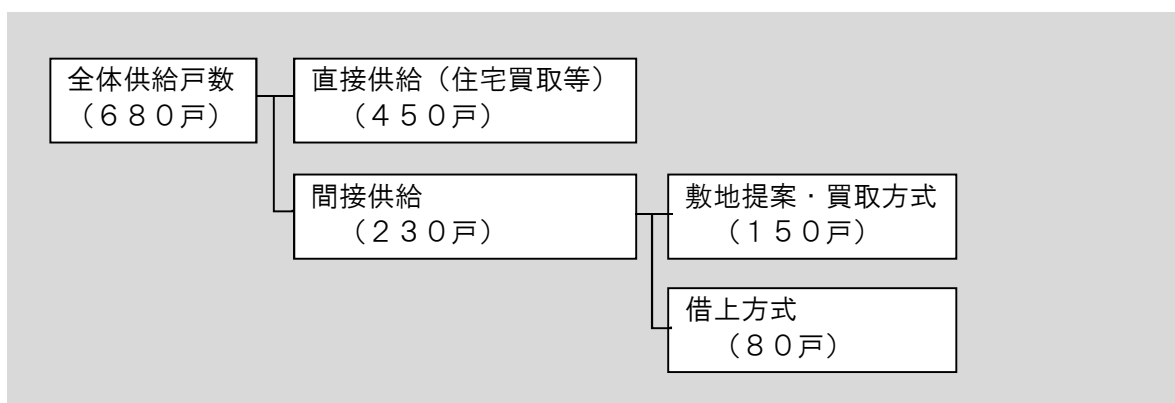 全体供給戸数
（６８０戸）
直接供給（住宅買取等）
（４５０戸）
間接供給
（２３０戸）
敷地提案・買取方式
（１５０戸）
借上方式
（８０戸）